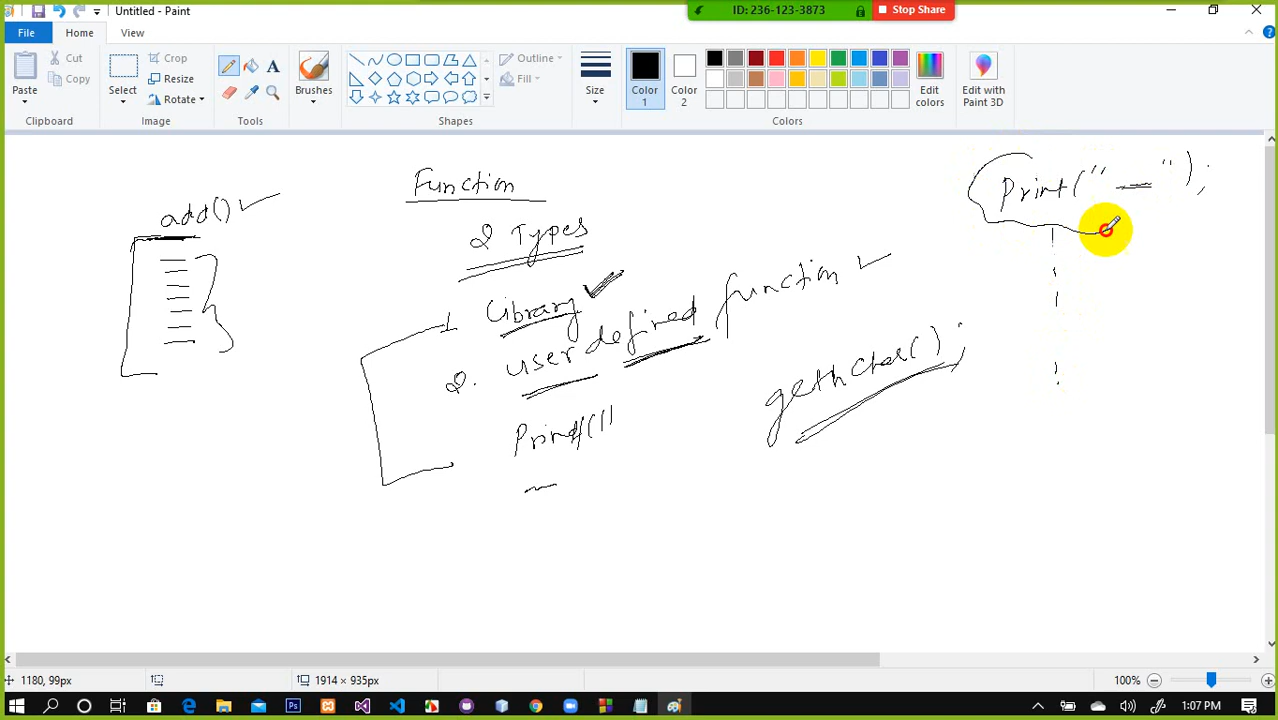 Untitled - Paint
ID: 236-123-3873
Stop Share
File
Home
View
Paste
Cut
Copy
Clipboard
Select
Crop
Resize
Rotate
Image
A
Tools
Brushes
Outline
Fill
Shapes
Size
Color
1
Color
2
Edit
colors
Edit with
Paint 3D
Colors
Function
Print(" — ");
add()
2 Types
1 Library
2. user defined function
gethChar();
Printf()
1180, 99px
1914 × 935px
100%
1:07 PM